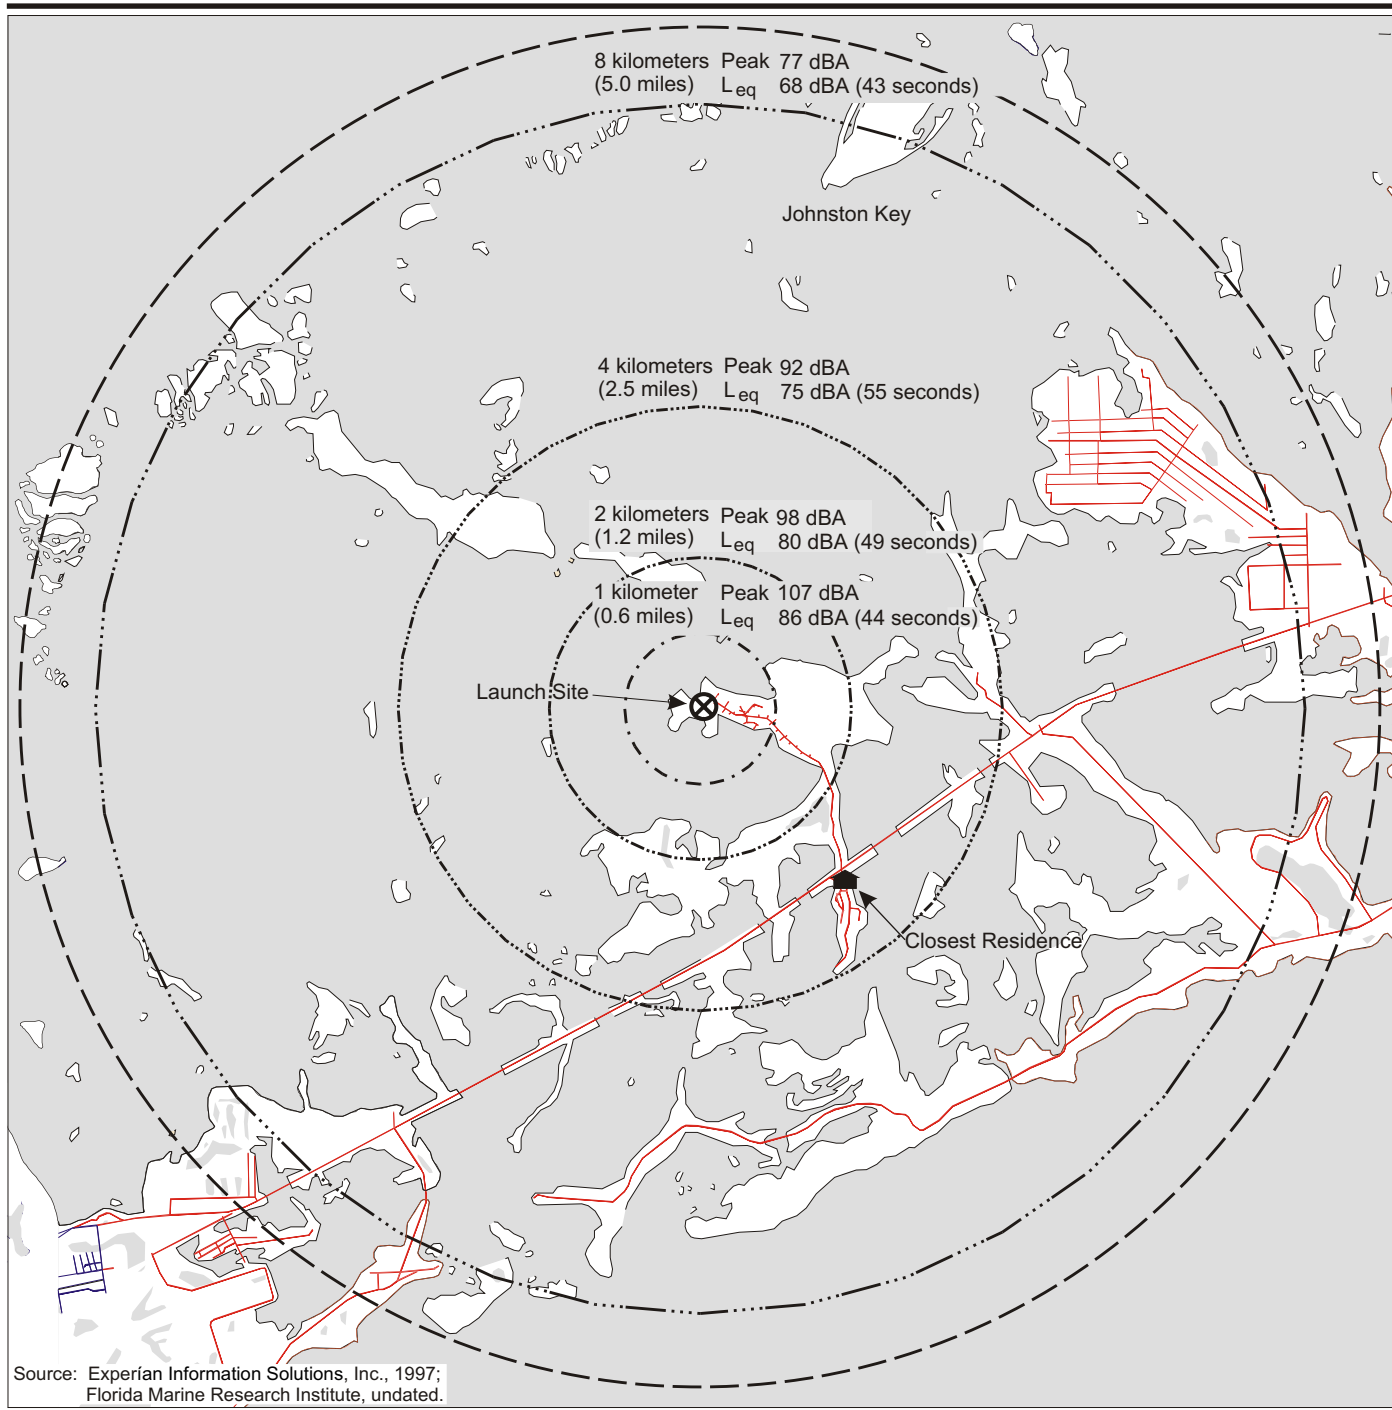 8 kilometers Peak 77 dBA
(5.0 miles) Leq 68 dBA (43 seconds)
Johnston Key
4 kilometers Peak 92 dBA
(2.5 miles) Leq 75 dBA (55 seconds)
2 kilometers Peak 98 dBA
(1.2 miles) Leq 80 dBA (49 seconds)
1 kilometer Peak 107 dBA
(0.6 miles) Leq 86 dBA (44 seconds)
Launch Site
Closest Residence
Source: Experían Information Solutions, Inc., 1997;
Florida Marine Research Institute, undated.